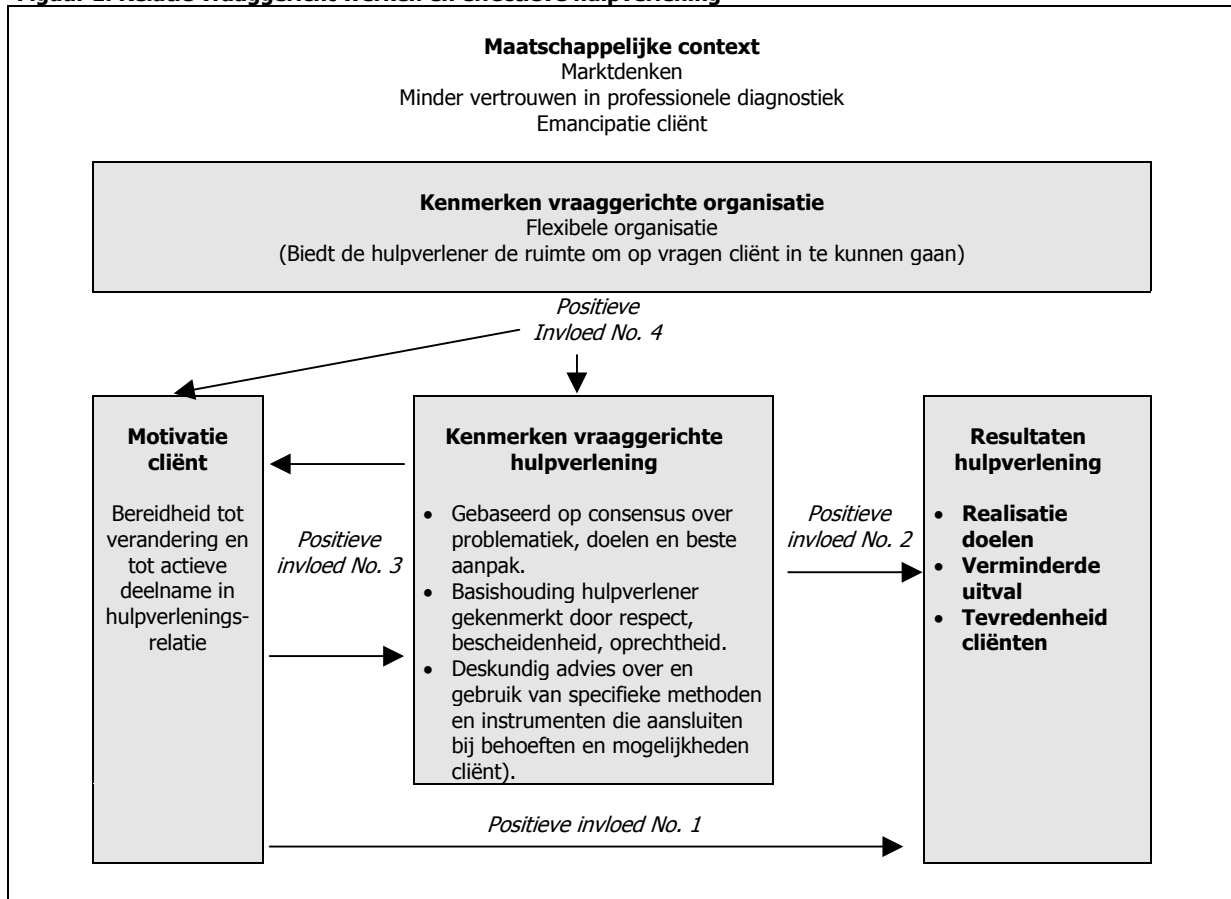 Maatschappelijke context
Marktdenken
Minder vertrouwen in professionele diagnostiek
Emancipatie cliënt
Kenmerken vraaggerichte organisatie
Flexibele organisatie
(Biedt de hulpverlener de ruimte om op vragen cliënt in te kunnen gaan)
Positieve
Invloed No. 4
Motivatie
cliënt
Bereidheid tot
verandering en
tot actieve
deelname in
hulpverlenings-
relatie
Positieve
invloed No. 3
Kenmerken vraaggerichte
hulpverlening
• Gebaseerd op consensus over
problematiek, doelen en beste
aanpak.
• Basishouding hulpverlener
gekenmerkt door respect,
bescheidenheid, oprechtheid.
• Deskundig advies over en
gebruik van specifieke methoden
en instrumenten die aansluiten
bij behoeften en mogelijkheden
cliënt).
Positieve
invloed No. 2
Resultaten
hulpverlening
• Realisatie
doelen
• Verminderde
uitval
• Tevredenheid
cliënten
Positieve invloed No. 1